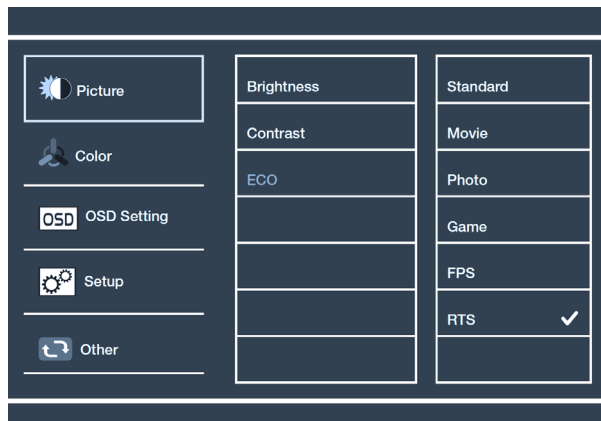 Picture
Color
OSD OSD Setting
Setup
Other
Brightness
Contrast
ECO
Standard
Movie
Photo
Game
FPS
RTS